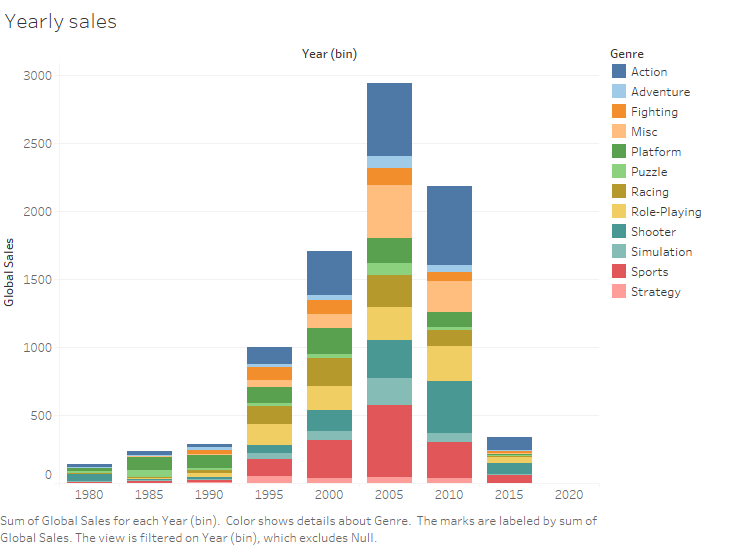 Yearly sales
Year (bin)
Genre
Action
Adventure
Fighting
Misc
Platform
Puzzle
Racing
Role-Playing
Shooter
Simulation
Sports
Strategy
Global Sales
3000
2500
2000
1500
1000
500
0
1980 1985 1990 1995 2000 2005 2010 2015 2020
Sum of Global Sales for each Year (bin). Color shows details about Genre. The marks are labeled by sum of
Global Sales. The view is filtered on Year (bin), which excludes Null.